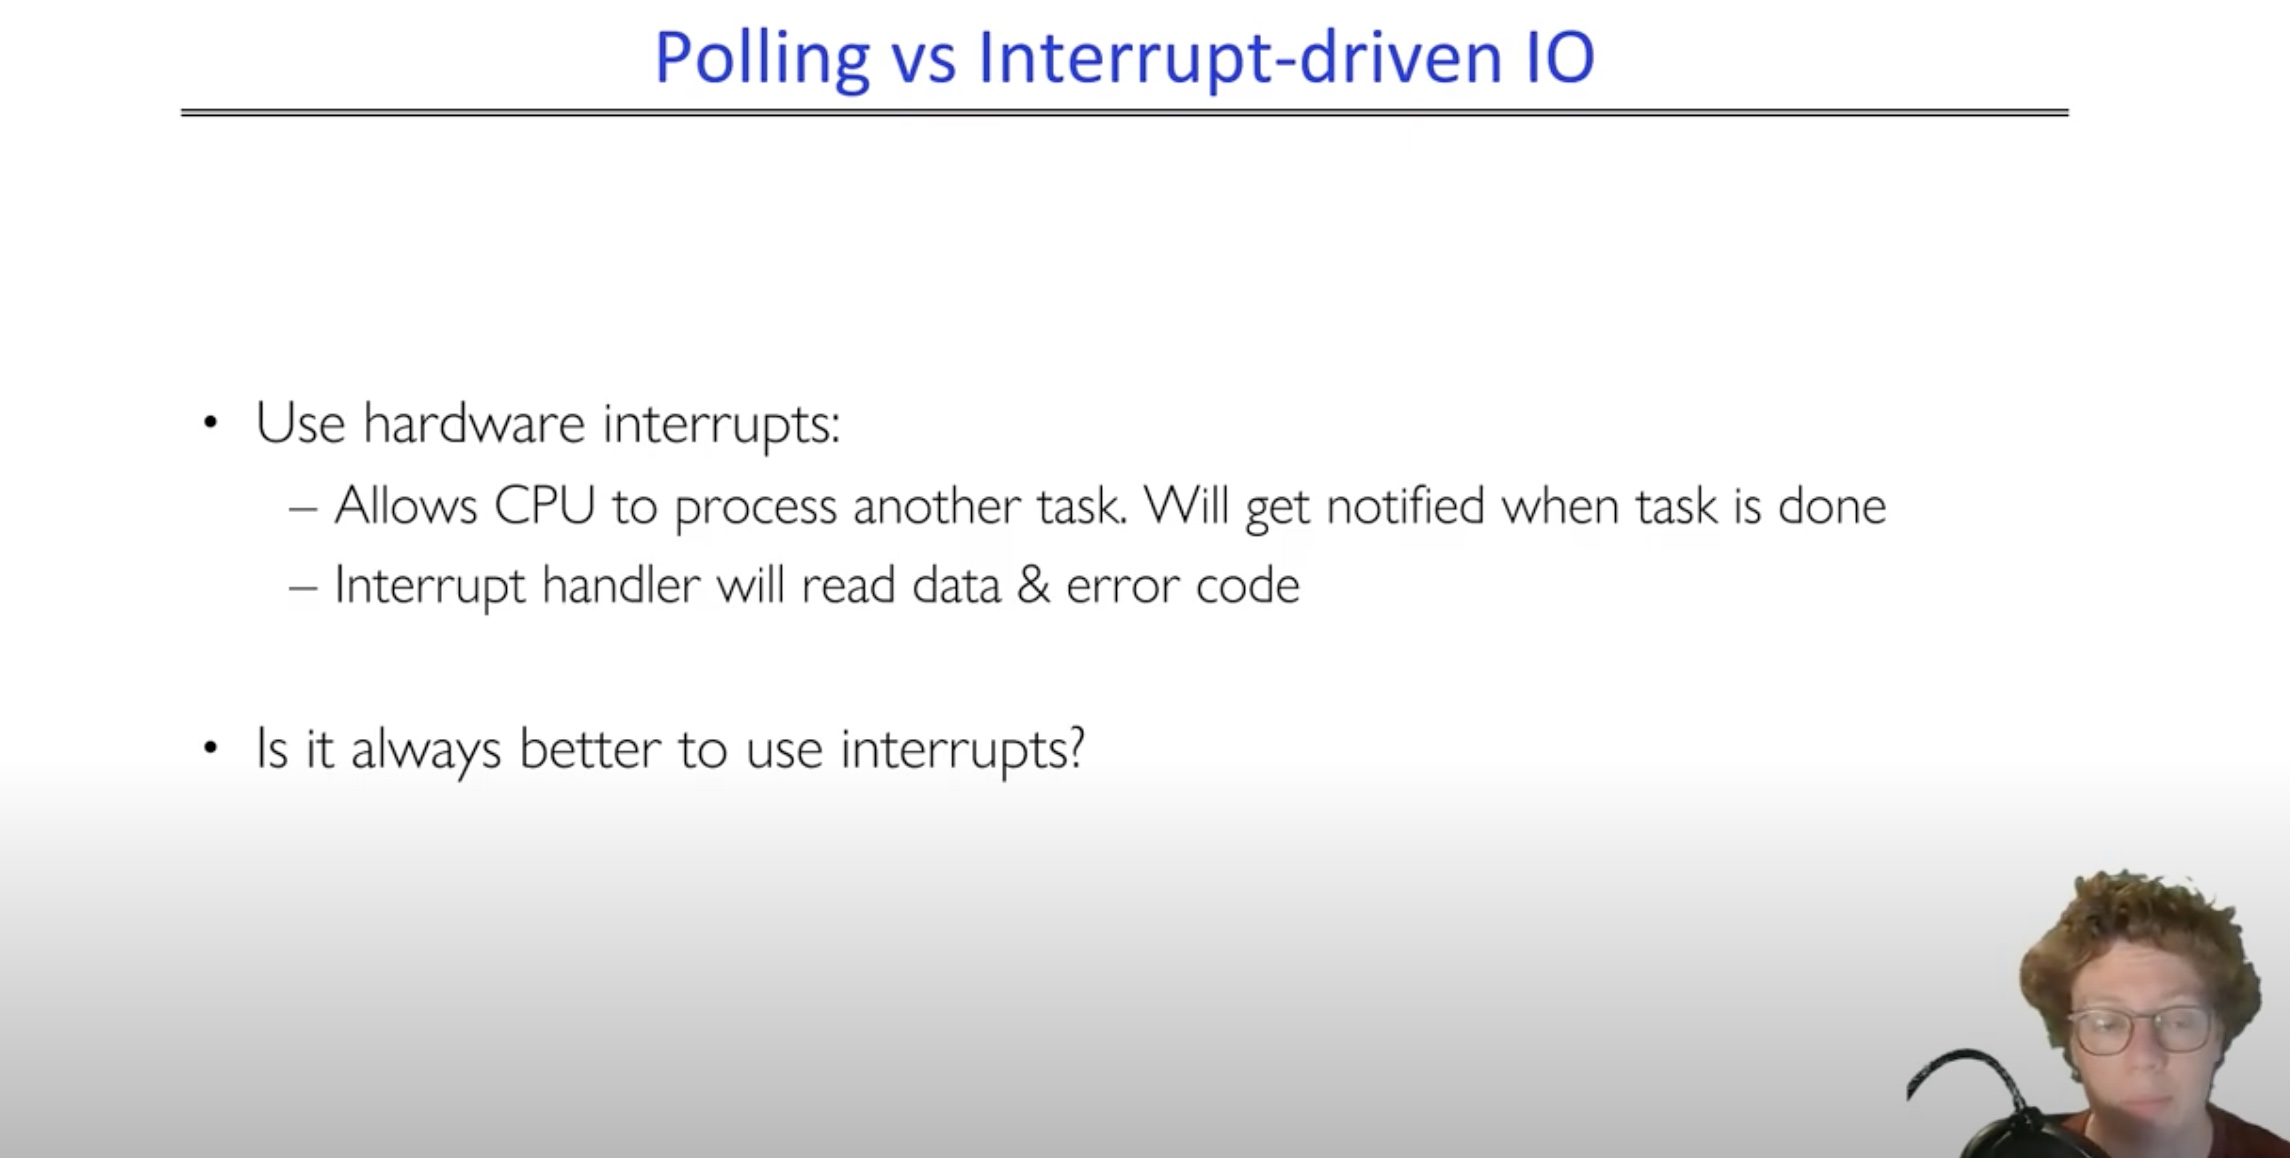 Polling vs Interrupt-driven IO
• Use hardware interrupts:
– Allows CPU to process another task. Will get notified when task is done
– Interrupt handler will read data & error code
• Is it always better to use interrupts?